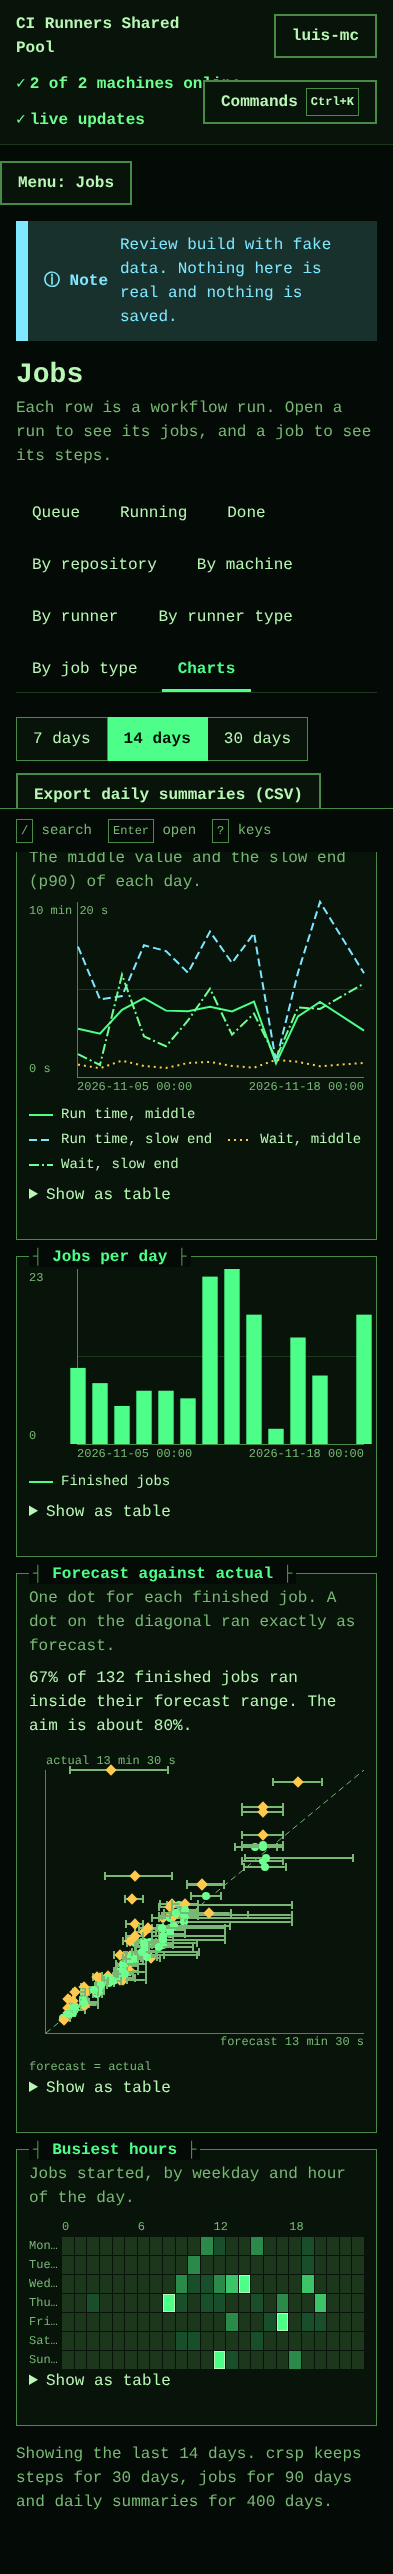 CI Runners Shared
Pool
luis-mc
✓ 2 of 2 machines online
✓ live updates
Commands Ctrl+K
Menu: Jobs
ⓘ Note
Review build with fake
data. Nothing here is
real and nothing is
saved.
Jobs
Each row is a workflow run. Open a
run to see its jobs, and a job to see
its steps.
Queue Running Done
By repository By machine
By runner By runner type
By job type Charts
7 days 14 days 30 days
Export daily summaries (CSV)
/ search Enter open ? keys
The middle value and the slow end
(p90) of each day.
10 min 20 s
0 s
2026-11-05 00:00 2026-11-18 00:00
Run time, middle
Run time, slow end Wait, middle
Wait, slow end
▶ Show as table
Jobs per day
23
0
2026-11-05 00:00 2026-11-18 00:00
Finished jobs
▶ Show as table
Forecast against actual
One dot for each finished job. A
dot on the diagonal ran exactly as
forecast.
67% of 132 finished jobs ran
inside their forecast range. The
aim is about 80%.
actual 13 min 30 s
forecast 13 min 30 s
forecast = actual
▶ Show as table
Busiest hours
Jobs started, by weekday and hour
of the day.
0 6 12 18
Mon…
Tue…
Wed…
Thu…
Fri…
Sat…
Sun…
▶ Show as table
Showing the last 14 days. crsp keeps
steps for 30 days, jobs for 90 days
and daily summaries for 400 days.